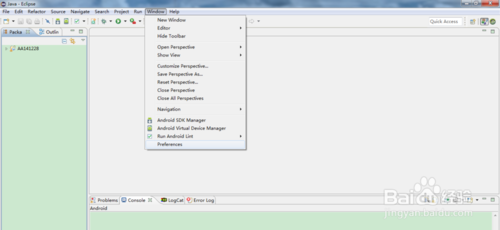 Java - Eclipse
File Edit Refactor Source Navigate Search Project Run Window Help
Quick Access
Packa Outlin
AA141228
New Window
Editor
Hide Toolbar
Open Perspective
Show View
Customize Perspective...
Save Perspective As...
Reset Perspective...
Close Perspective
Close All Perspectives
Navigation
Android SDK Manager
Android Virtual Device Manager
Run Android Lint
Preferences
Problems Console LogCat Error Log
Android
Baidu 经验
jingyan.baidu.com